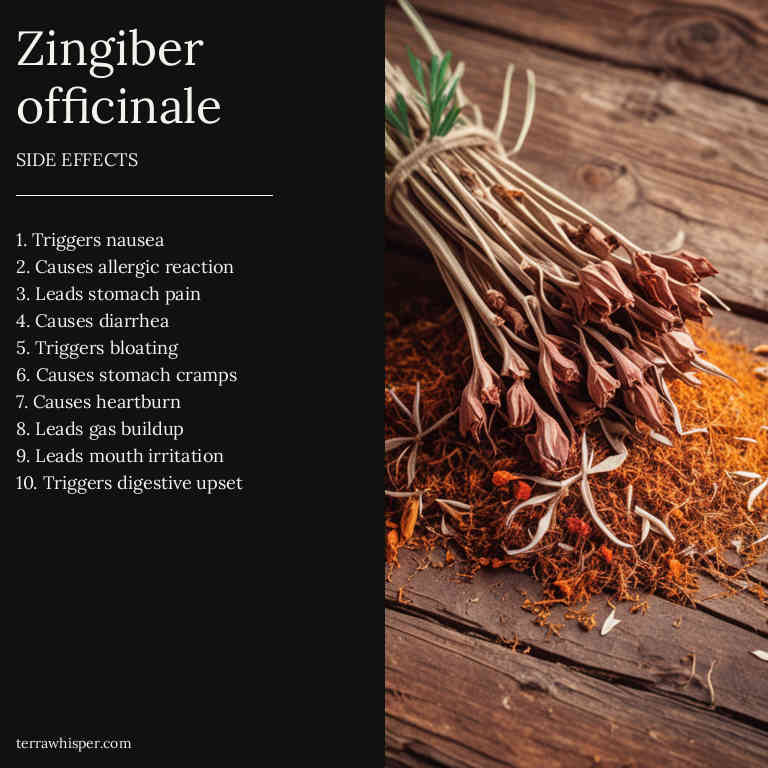 Zingiber
officinale
SIDE EFFECTS
1. Triggers nausea
2. Causes allergic reaction
3. Leads stomach pain
4. Causes diarrhea
5. Triggers bloating
6. Causes stomach cramps
7. Causes heartburn
8. Leads gas buildup
9. Leads mouth irritation
10. Triggers digestive upset
terrawhisper.com